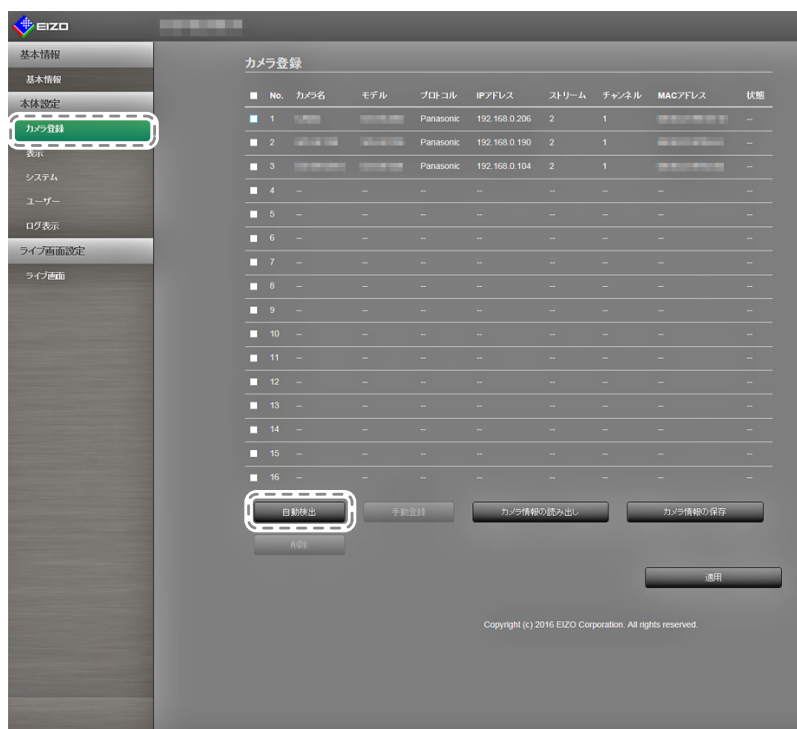 EIZO
基本情報
基本情報
本体設定
カメラ登録
表示
システム
ユーザー
ログ表示
ライブ画面設定
ライブ画面
カメラ登録
No. カメラ名 モデル プロトコル IPアドレス ストリーム チャンネル MACアドレス 状態
1 Panasonic 192.168.0.206 2 1 --
2 Panasonic 192.168.0.190 2 1 --
3 Panasonic 192.168.0.104 2 1 --
4 -- -- -- -- -- -- -- --
5 -- -- -- -- -- -- -- --
6 -- -- -- -- -- -- -- --
7 -- -- -- -- -- -- -- --
8 -- -- -- -- -- -- -- --
9 -- -- -- -- -- -- -- --
10 -- -- -- -- -- -- -- --
11 -- -- -- -- -- -- -- --
12 -- -- -- -- -- -- -- --
13 -- -- -- -- -- -- -- --
14 -- -- -- -- -- -- -- --
15 -- -- -- -- -- -- -- --
16 -- -- -- -- -- -- -- --
自動検出 手動登録 カメラ情報の読み出し カメラ情報の保存
削除
適用
Copyright (c) 2016 EIZO Corporation. All rights reserved.